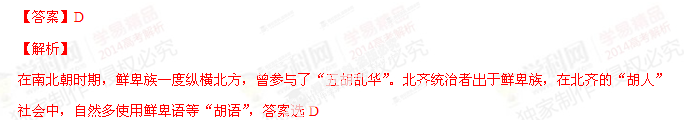 【答案】D
【解析】
在南北朝时期，鲜卑族一度纵横北方，曾参与了“五胡乱华”。北齐统治者出于鲜卑族，在北齐的“胡人”
社会中，自然多使用鲜卑语等“胡语”，答案选 D